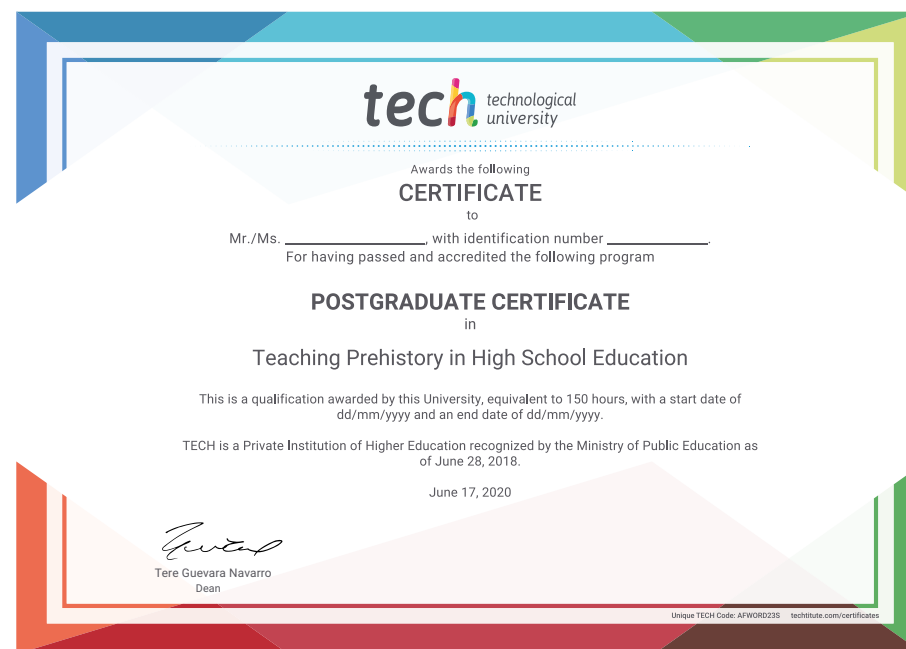 tech technological
university
Awards the following
CERTIFICATE
to
Mr./Ms. ____________________, with identification number ______________.
For having passed and accredited the following program
POSTGRADUATE CERTIFICATE
in
Teaching Prehistory in High School Education
This is a qualification awarded by this University, equivalent to 150 hours, with a start date of
dd/mm/yyyy and an end date of dd/mm/yyyy.
TECH is a Private Institution of Higher Education recognized by the Ministry of Public Education as
of June 28, 2018.
June 17, 2020
Tere Guevara Navarro
Dean
Unique TECH Code: AFWORD23S techtitute.com/certificates